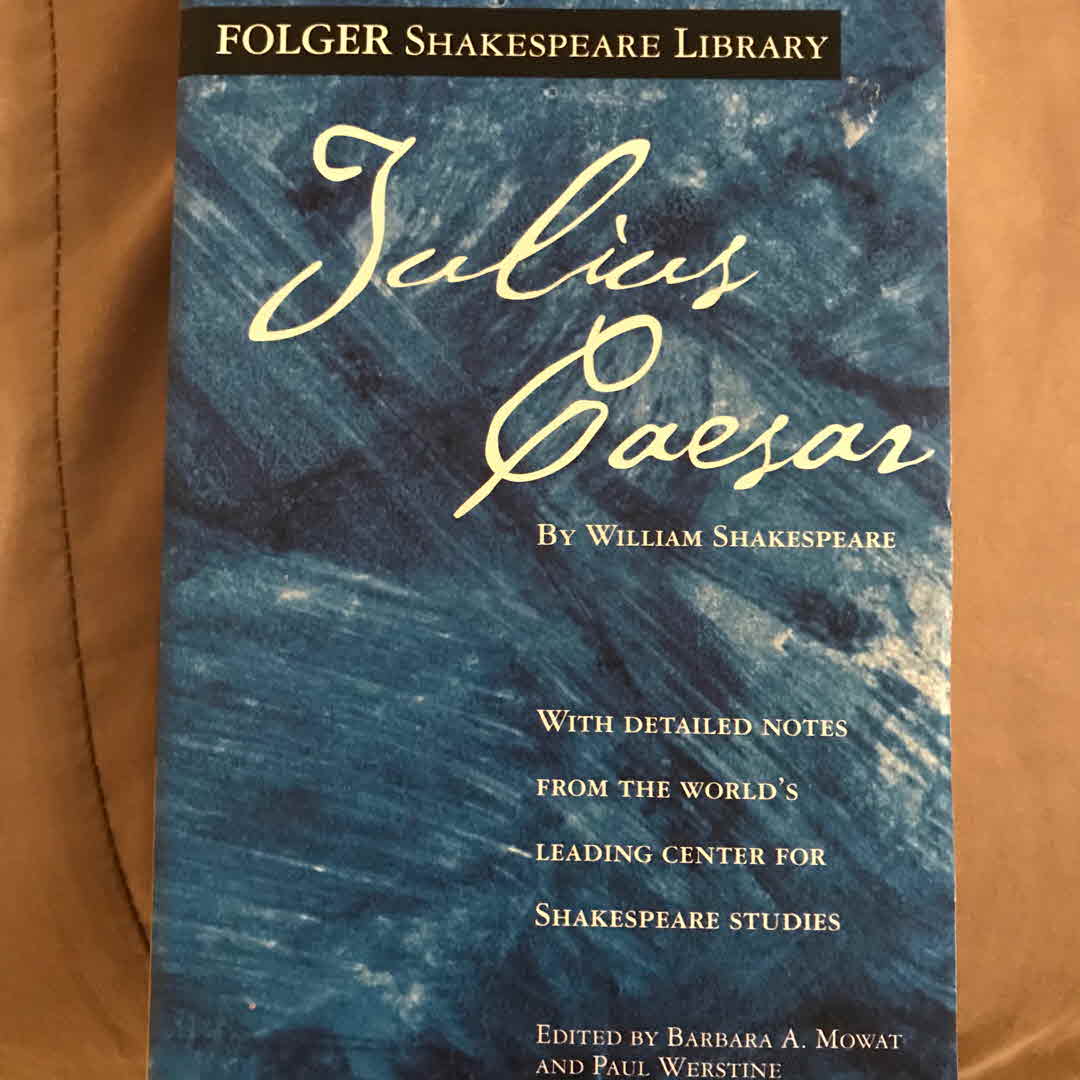 FOLGER SHAKESPEARE LIBRARY
Julius
Caesar
BY WILLIAM SHAKESPEARE
WITH DETAILED NOTES
FROM THE WORLD'S
LEADING CENTER FOR
SHAKESPEARE STUDIES
EDITED BY BARBARA A. MOWAT
AND PAUL WERSTINE